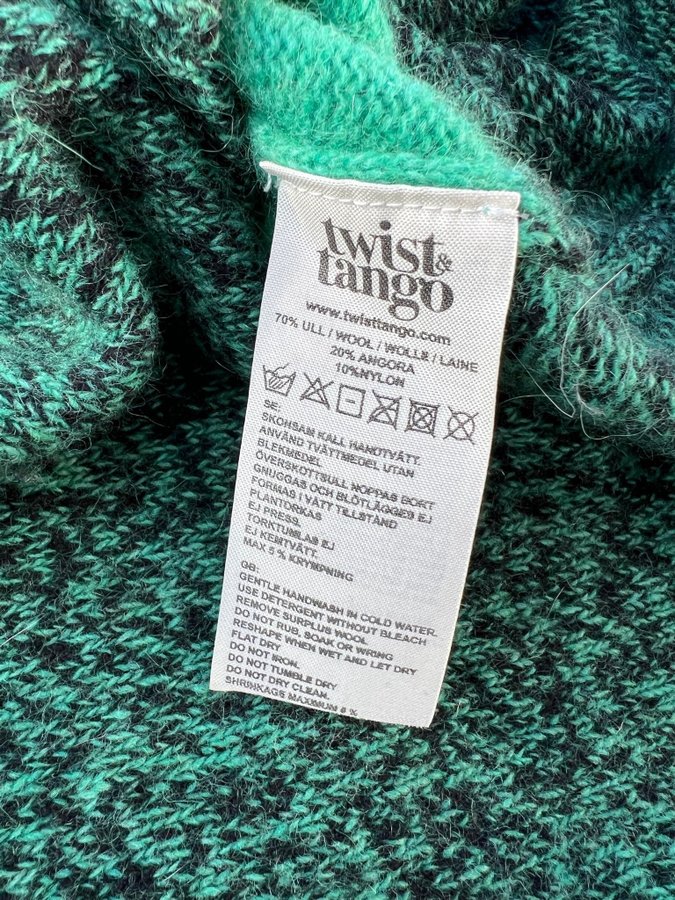 twist &
tango
www.twisttango.com
70% ULL / WOOL / WOLLE / LAINE
20% ANGORA
10%NYLON
SE:
SKONSAM KALL HANDTVÄTT.
ANVÄND TVÄTTMEDEL UTAN
BLEKMEDEL
ÖVERSKOTTSULL NOPPAS BORT
GNUGGAS OCH BLÖTLÄGGES EJ
FORMAS I VÅTT TILLSTÅND
PLANTORKAS
EJ PRESS.
TORKTUMLAS EJ
EJ KEMTVÄTT.
MAX 5 % KRYMPNING
GB:
GENTLE HANDWASH IN COLD WATER.
USE DETERGENT WITHOUT BLEACH
REMOVE SURPLUS WOOL
DO NOT RUB, SOAK OR WRING
RESHAPE WHEN WET AND LET DRY
FLAT DRY
DO NOT IRON.
DO NOT TUMBLE DRY
DO NOT DRY CLEAN.
SHRINKAGS MAXIMUM %